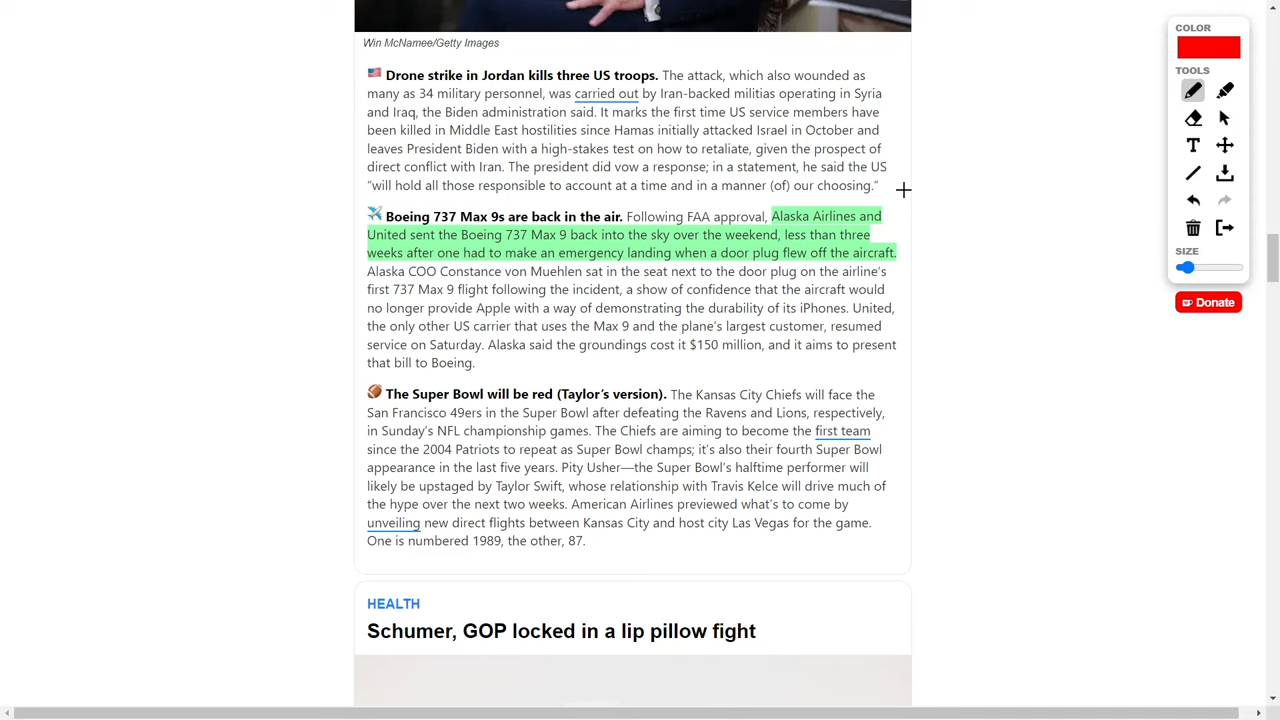 Win McNamee/Getty Images
Drone strike in Jordan kills three US troops. The attack, which also wounded as
many as 34 military personnel, was carried out by Iran-backed militias operating in Syria
and Iraq, the Biden administration said. It marks the first time US service members have
been killed in Middle East hostilities since Hamas initially attacked Israel in October and
leaves President Biden with a high-stakes test on how to retaliate, given the prospect of
direct conflict with Iran. The president did vow a response; in a statement, he said the US
“will hold all those responsible to account at a time and in a manner (of) our choosing.”
Boeing 737 Max 9s are back in the air. Following FAA approval, Alaska Airlines and
United sent the Boeing 737 Max 9 back into the sky over the weekend, less than three
weeks after one had to make an emergency landing when a door plug flew off the aircraft.
Alaska COO Constance von Muehlen sat in the seat next to the door plug on the airline’s
first 737 Max 9 flight following the incident, a show of confidence that the aircraft would
no longer provide Apple with a way of demonstrating the durability of its iPhones. United,
the only other US carrier that uses the Max 9 and the plane’s largest customer, resumed
service on Saturday. Alaska said the groundings cost it $150 million, and it aims to present
that bill to Boeing.
The Super Bowl will be red (Taylor’s version). The Kansas City Chiefs will face the
San Francisco 49ers in the Super Bowl after defeating the Ravens and Lions, respectively,
in Sunday’s NFL championship games. The Chiefs are aiming to become the first team
since the 2004 Patriots to repeat as Super Bowl champs; it’s also their fourth Super Bowl
appearance in the last five years. Pity Usher—the Super Bowl’s halftime performer will
likely be upstaged by Taylor Swift, whose relationship with Travis Kelce will drive much of
the hype over the next two weeks. American Airlines previewed what’s to come by
unveiling new direct flights between Kansas City and host city Las Vegas for the game.
One is numbered 1989, the other, 87.
HEALTH
Schumer, GOP locked in a lip pillow fight
COLOR
TOOLS
T
SIZE
Donate